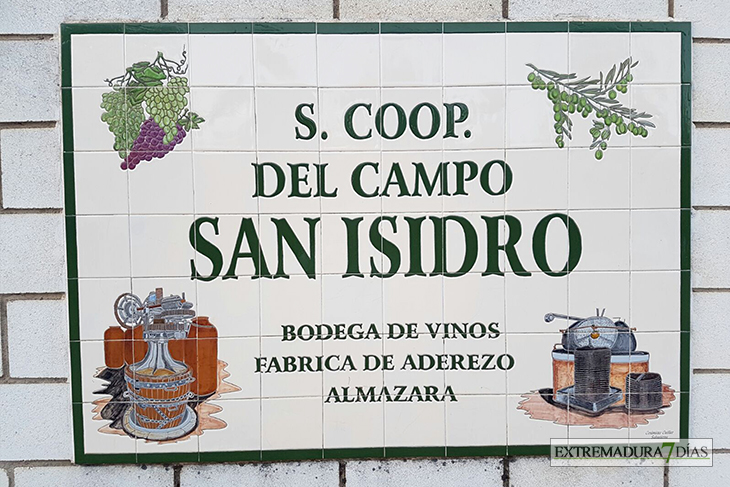 S. COOP.
DEL CAMPO
SAN ISIDRO
BODEGA DE VINOS
FABRICA DE ADEREZO
ALMAZARA
EXTREMADURA7DÍAS